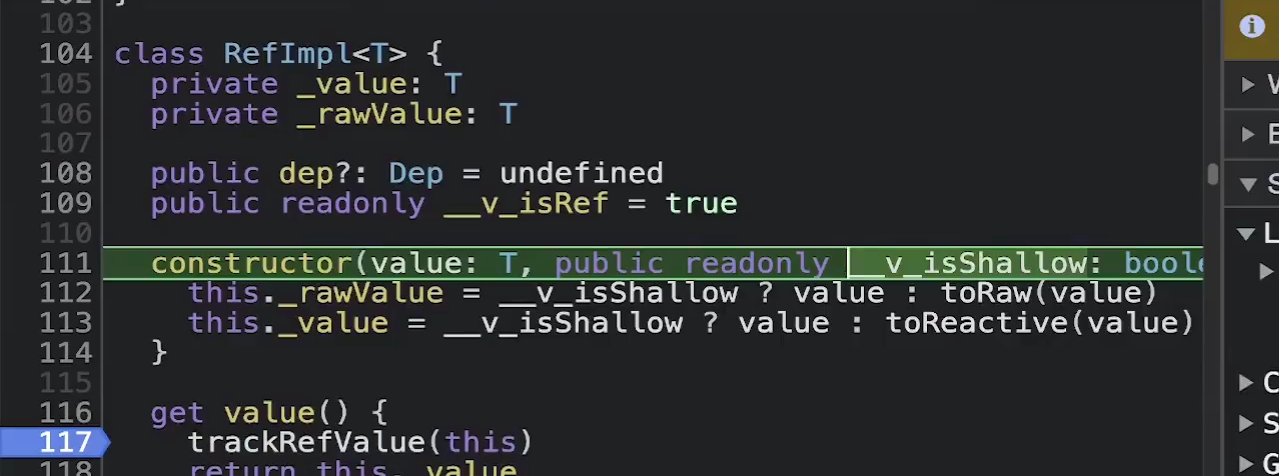 103
104 class RefImpl<T> {
105 private _value: T
106 private _rawValue: T
107
108 public dep?: Dep = undefined
109 public readonly __v_isRef = true
110
111 constructor(value: T, public readonly __v_isShallow: boole
112 this._rawValue = __v_isShallow ? value : toRaw(value)
113 this._value = __v_isShallow ? value : toReactive(value)
114 }
115
116 get value() {
117 trackRefValue(this)
118 return this._value